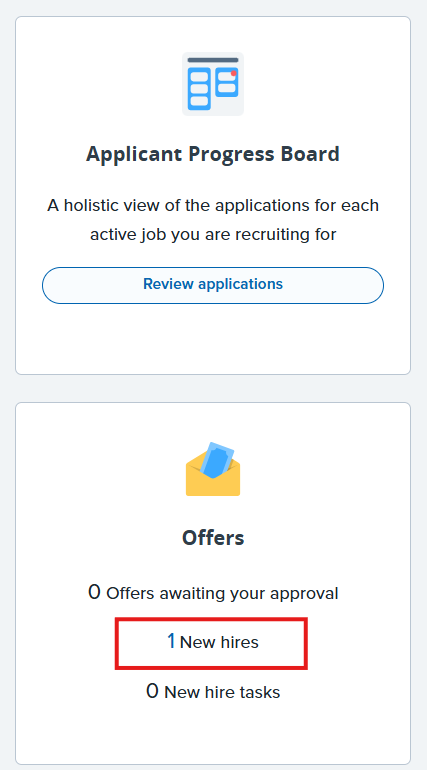 Applicant Progress Board
A holistic view of the applications for each
active job you are recruiting for
Review applications
Offers
0 Offers awaiting your approval
1 New hires
0 New hire tasks